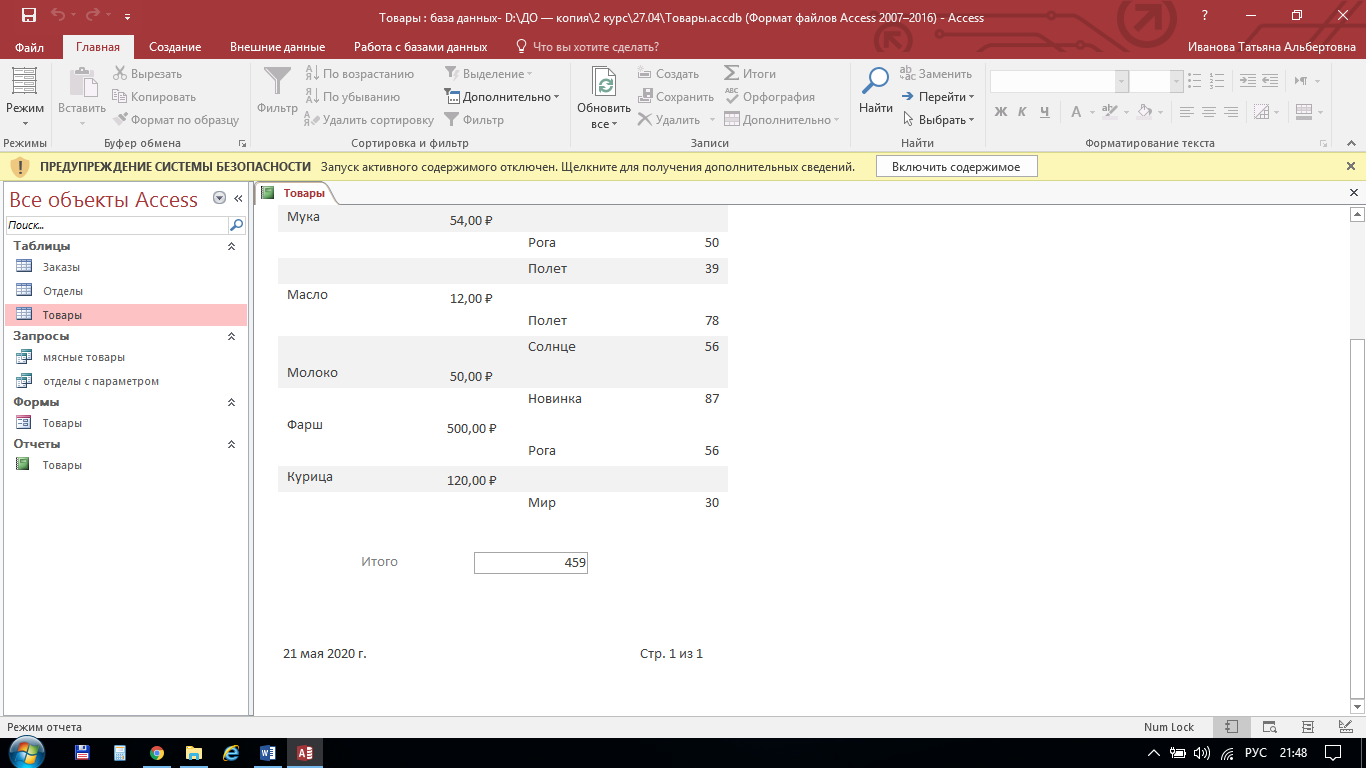 Товары : база данных- D:\ДО — копия\2 курс\27.04\Товары.accdb (Формат файлов Access 2007–2016) - Access
?
Файл Главная Создание Внешние данные Работа с базами данных Что вы хотите сделать? Иванова Татьяна Альбертовна
Режим
Вставить
Вырезать
Копировать
Формат по образцу
Фильтр
По возрастанию
По убыванию
Удалить сортировку
Выделение
Дополнительно
Фильтр
Обновить
все
Создать
Сохранить
Удалить
Итоги
Орфография
Дополнительно
Найти
Заменить
Перейти
Выбрать
Ж К Ч
А
Режимы Буфер обмена Сортировка и фильтр Записи Найти Форматирование текста
ПРЕДУПРЕЖДЕНИЕ СИСТЕМЫ БЕЗОПАСНОСТИ Запуск активного содержимого отключен. Щелкните для получения дополнительных сведений. Включить содержимое
Все объекты Access
Поиск...
Таблицы
Заказы
Отделы
Товары
Запросы
мясные товары
отделы с параметром
Формы
Товары
Отчеты
Товары
Товары
Мука 54,00 ₽
Рога 50
Полет 39
Масло 12,00 ₽
Полет 78
Солнце 56
Молоко 50,00 ₽
Новинка 87
Фарш 500,00 ₽
Рога 56
Курица 120,00 ₽
Мир 30
Итого 459
21 мая 2020 г. Стр. 1 из 1
Режим отчета Num Lock
РУС 21:48